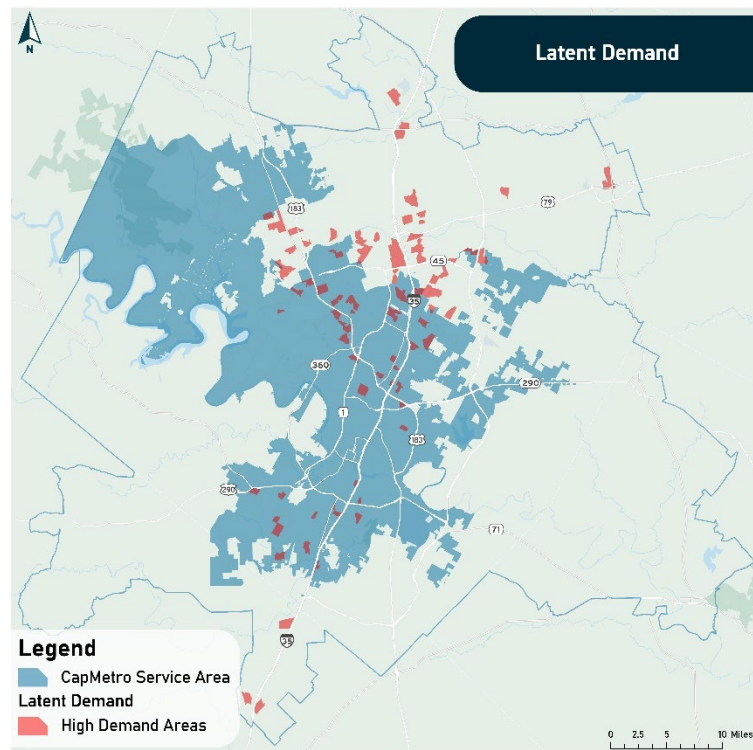 Latent Demand
N
183
79
45
35
360
290
1
183
290
71
35
Legend
CapMetro Service Area
Latent Demand
High Demand Areas
0 2.5 5 10 Miles